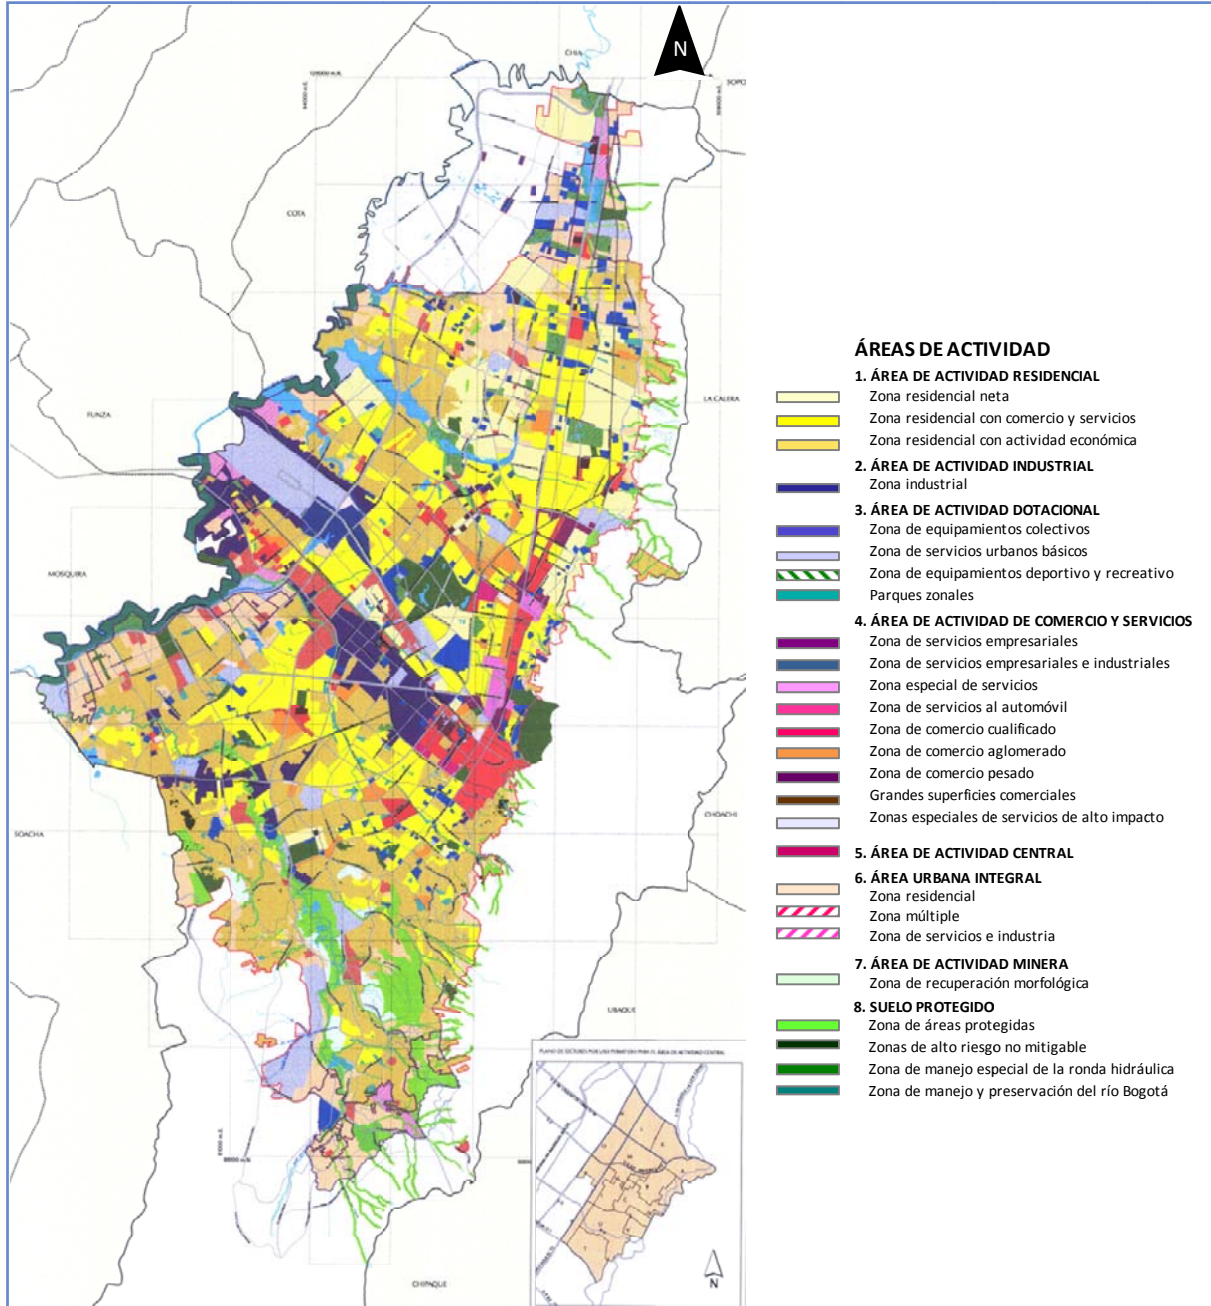 N
CHIA
SOPO
COTA
FUNZA
LA CALERA
MOSQUIRA
SOACHA
CHOACHI
UBAQUE
CHIPAQUE
N
ÁREAS DE ACTIVIDAD
1. ÁREA DE ACTIVIDAD RESIDENCIAL
Zona residencial neta
Zona residencial con comercio y servicios
Zona residencial con actividad económica
2. ÁREA DE ACTIVIDAD INDUSTRIAL
Zona industrial
3. ÁREA DE ACTIVIDAD DOTACIONAL
Zona de equipamientos colectivos
Zona de servicios urbanos básicos
Zona de equipamientos deportivo y recreativo
Parques zonales
4. ÁREA DE ACTIVIDAD DE COMERCIO Y SERVICIOS
Zona de servicios empresariales
Zona de servicios empresariales e industriales
Zona especial de servicios
Zona de servicios al automóvil
Zona de comercio cualificado
Zona de comercio aglomerado
Zona de comercio pesado
Grandes superficies comerciales
Zonas especiales de servicios de alto impacto
5. ÁREA DE ACTIVIDAD CENTRAL
6. ÁREA URBANA INTEGRAL
Zona residencial
Zona múltiple
Zona de servicios e industria
7. ÁREA DE ACTIVIDAD MINERA
Zona de recuperación morfológica
8. SUELO PROTEGIDO
Zona de áreas protegidas
Zonas de alto riesgo no mitigable
Zona de manejo especial de la ronda hidráulica
Zona de manejo y preservación del río Bogotá